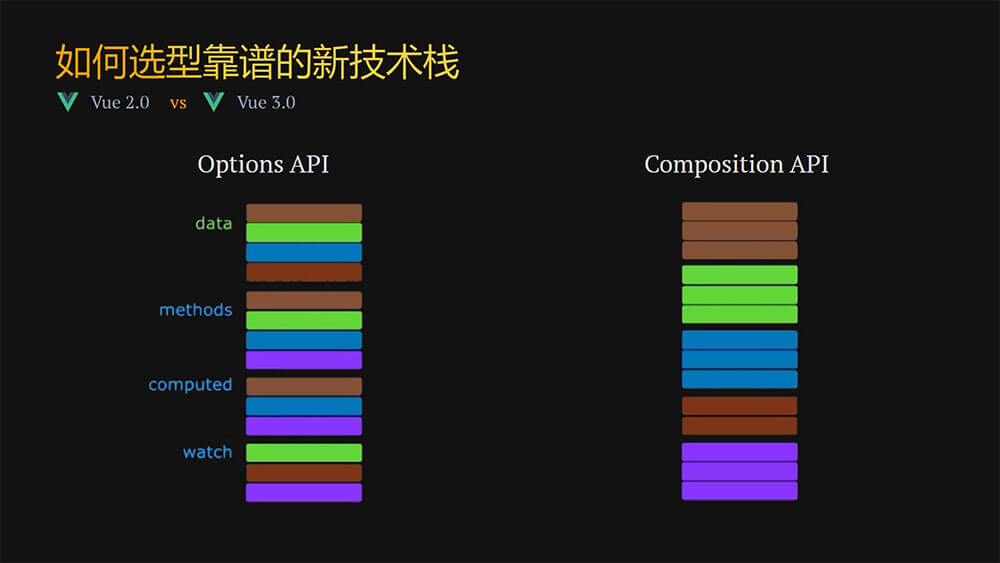 如何选型靠谱的新技术栈
Vue 2.0 vs Vue 3.0
Options API
Composition API
data
methods
computed
watch